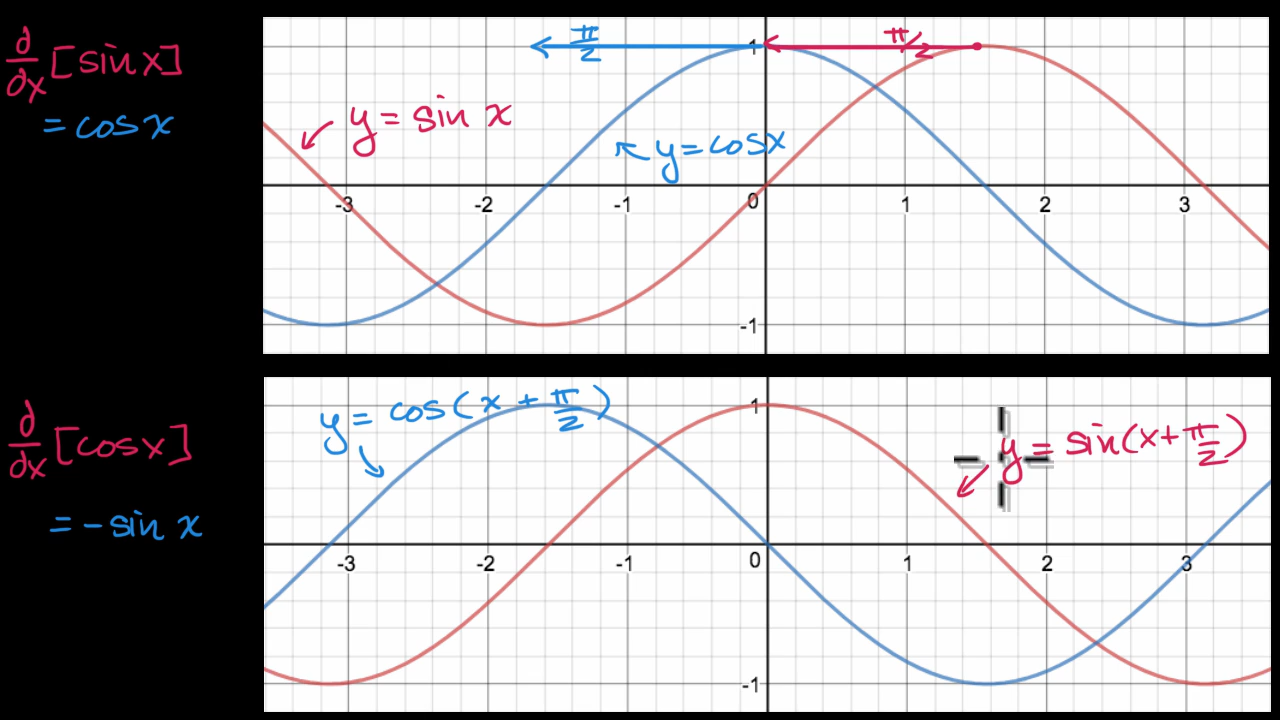 d/dx [sin x]
= cos x
π/2
π/2
y = sin x
y = cos x
1
-3 -2 -1 0 1 2 3
-1
d/dx [cos x]
= - sin x
y = cos(x + π/2)
y = sin(x + π/2)
1
-3 -2 -1 0 1 2 3
-1